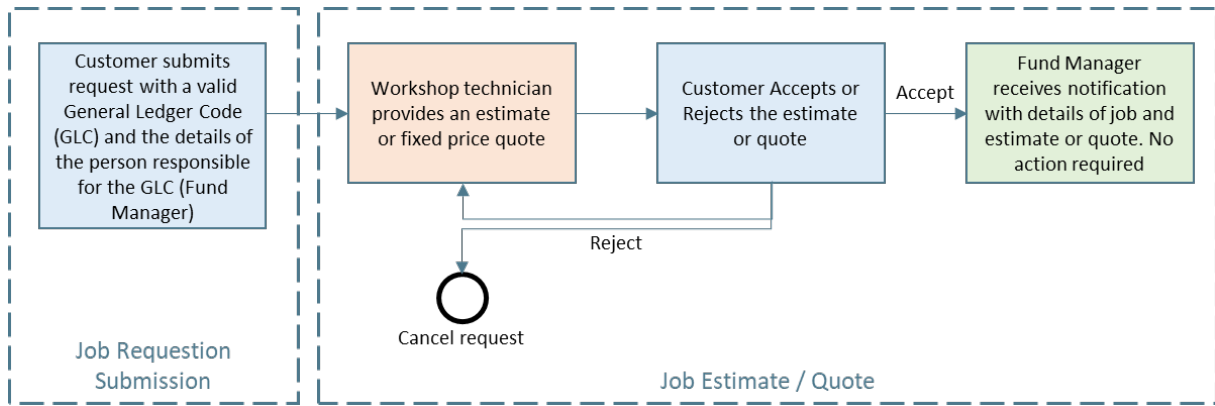 Customer submits
request with a valid
General Ledger Code
(GLC) and the details of
the person responsible
for the GLC (Fund
Manager)
Workshop technician
provides an estimate
or fixed price quote
Customer Accepts or
Rejects the estimate
or quote
Accept
Fund Manager
receives notification
with details of job and
estimate or quote. No
action required
Reject
Cancel request
Job Requestion
Submission
Job Estimate / Quote